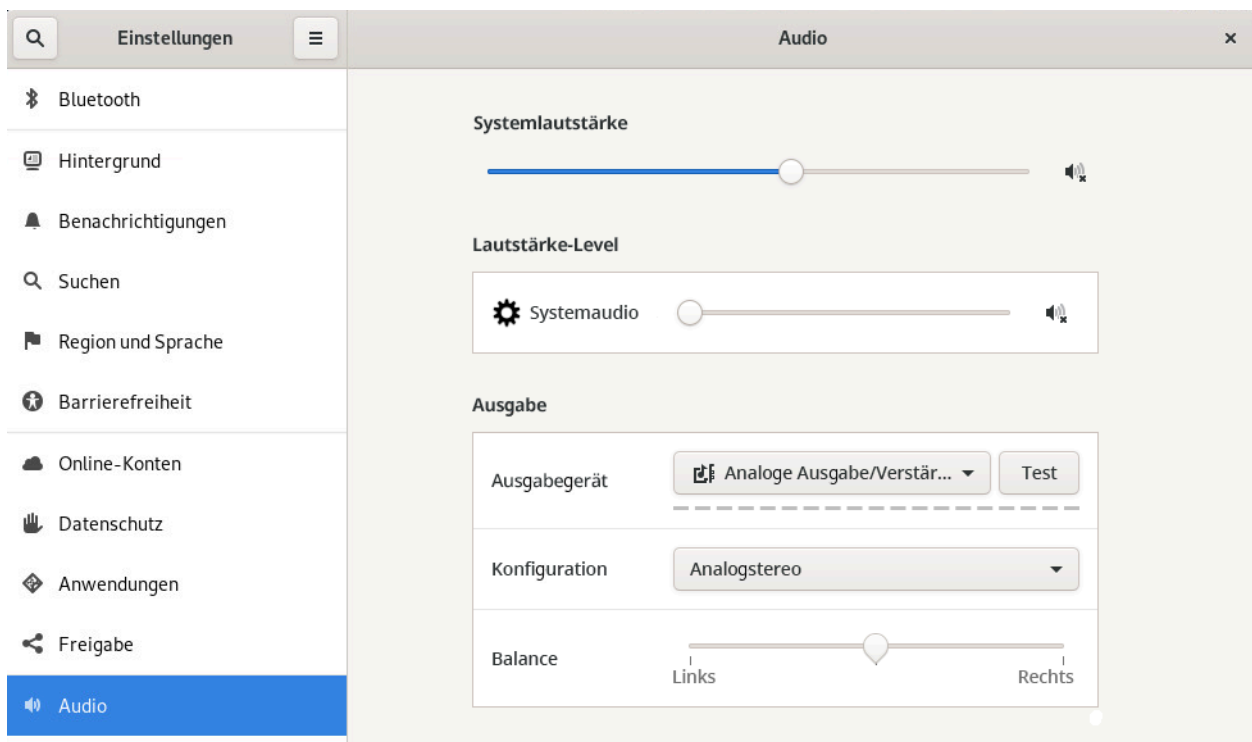 Einstellungen
Audio
Bluetooth
Hintergrund
Benachrichtigungen
Suchen
Region und Sprache
Barrierefreiheit
Online-Konten
Datenschutz
Anwendungen
Freigabe
Audio
Systemlautstärke
Lautstärke-Level
Systemaudio
Ausgabe
Ausgabegerät
Analoge Ausgabe/Verstär...
Test
Konfiguration
Analogstereo
Balance
Links
Rechts